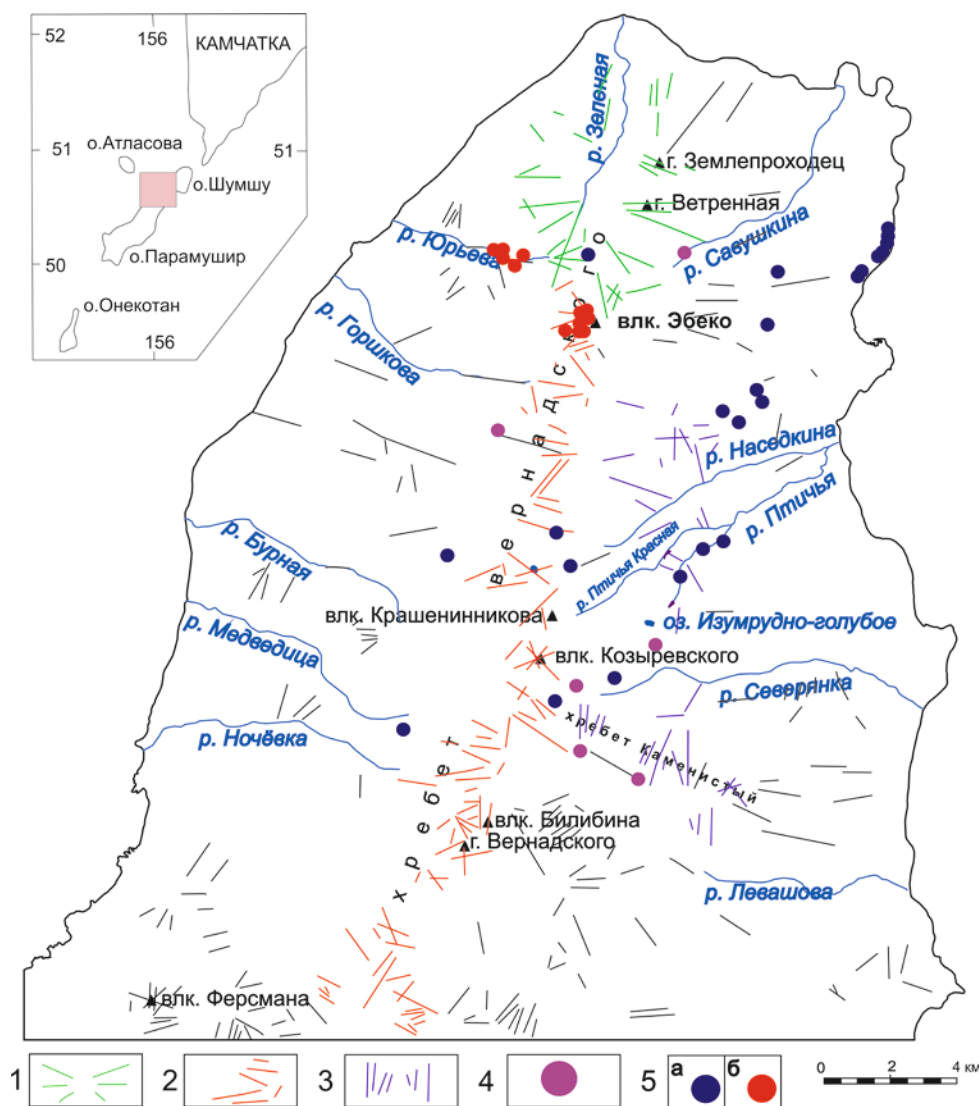 52
156
КАМЧАТКА
51
51
о.Атласова
о.Шумшу
о.Парамушир
50
о.Онекотан
156
р. Зеленая
г. Землепроходец
г. Ветренная
р. Юрьева
р. Савушкина
влк. Эбеко
р. Горшкова
хребет вернадского
р. Наседкина
р. Птичья
р. Птичья Красная
р. Бурная
влк. Крашенинникова
оз. Изумрудно-голубое
р. Медведица
влк. Козыревского
р. Северянка
р. Ночёвка
хребет Каменистый
влк. Билибина
г. Вернадского
р. Левашова
влк. Ферсмана
1 2 3 4 5 а б
0 2 4 км